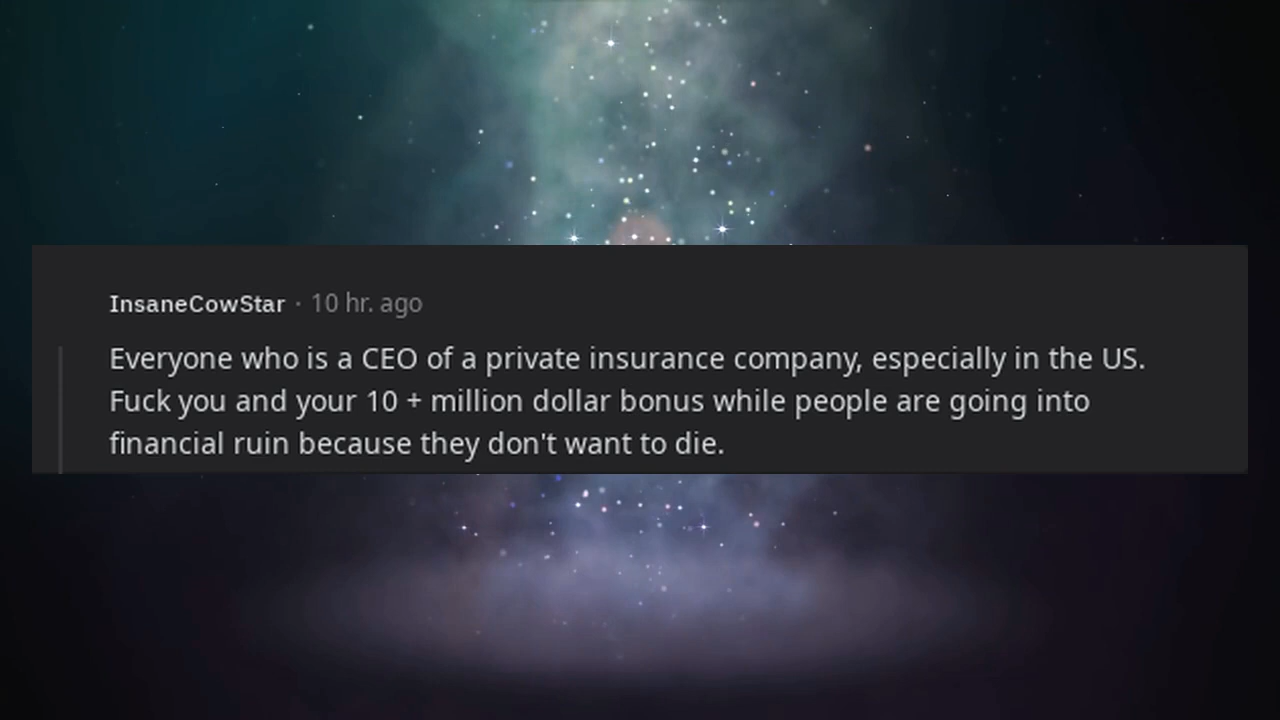 InsaneCowStar · 10 hr. ago
Everyone who is a CEO of a private insurance company, especially in the US.
Fuck you and your 10 + million dollar bonus while people are going into
financial ruin because they don't want to die.